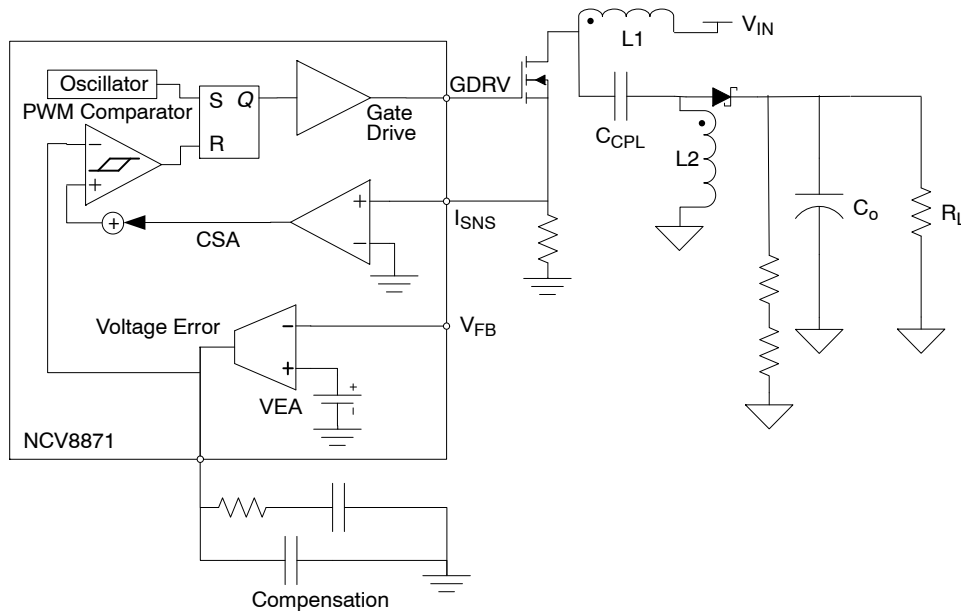 Oscillator
PWM Comparator
S Q
R
−
+
+
Gate
Drive
GDRV
L1
V_IN
C_CPL
L2
C_o
R_L
CSA
+
−
I_SNS
Voltage Error
−
+
V_FB
VEA
+
−
NCV8871
Compensation